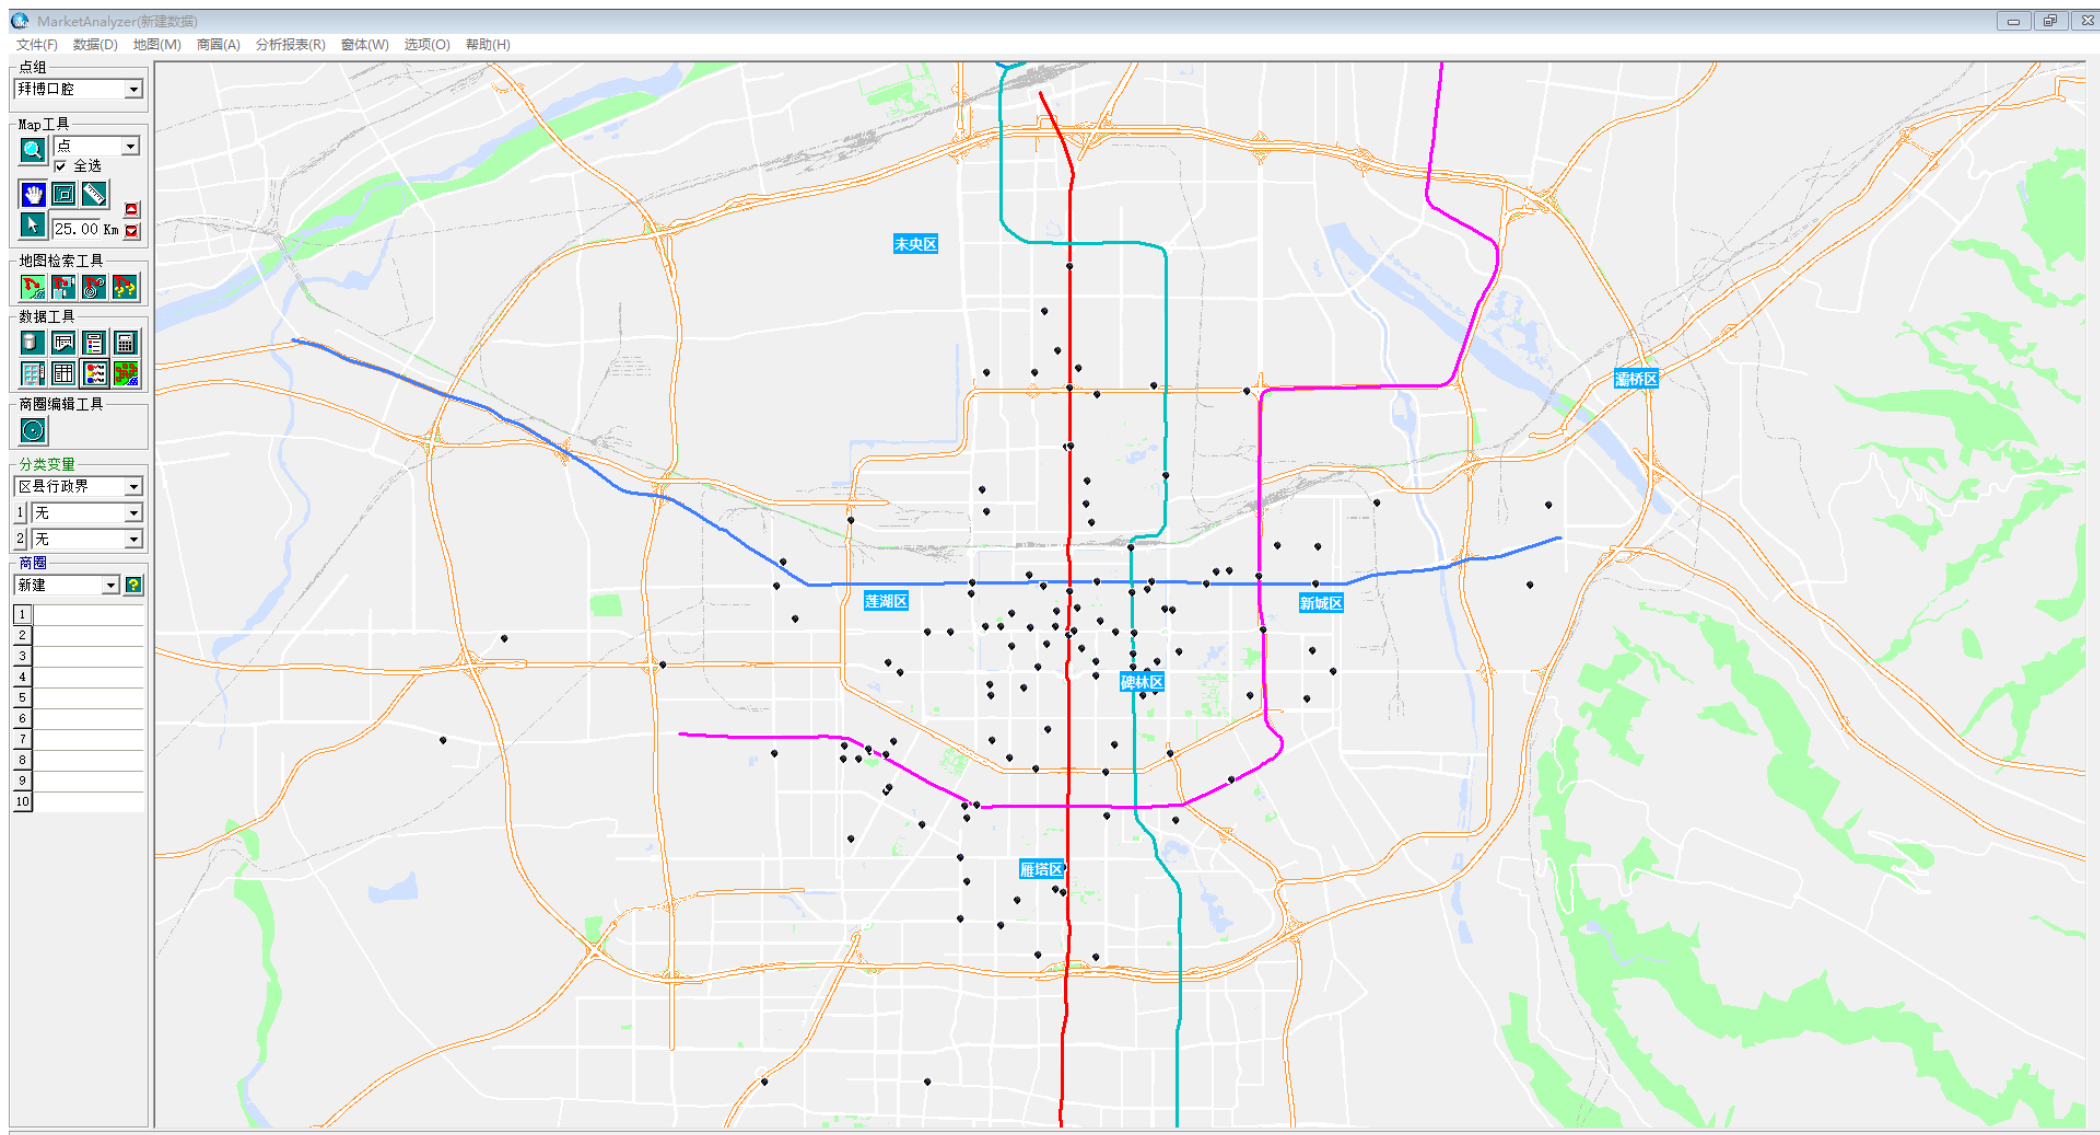 MarketAnalyzer(新建数据)
文件(F) 数据(D) 地图(M) 商圈(A) 分析报表(R) 窗体(W) 选项(O) 帮助(H)
点组
拜博口腔
Map工具
点
全选
25.00 Km
地图检索工具
数据工具
商圈编辑工具
分类变量
区县行政界
1 无
2 无
商圈
新建
1
2
3
4
5
6
7
8
9
10
未央区
灞桥区
莲湖区
新城区
碑林区
雁塔区